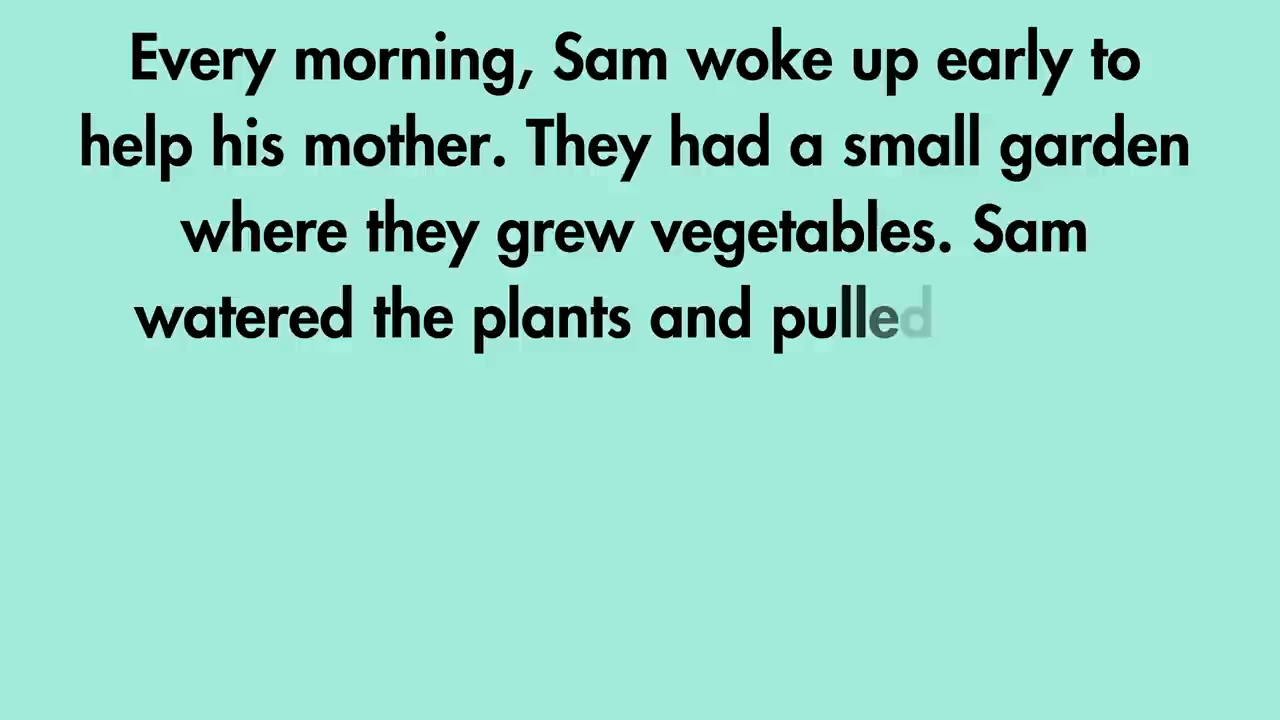 Every morning, Sam woke up early to
help his mother. They had a small garden
where they grew vegetables. Sam
watered the plants and pulled